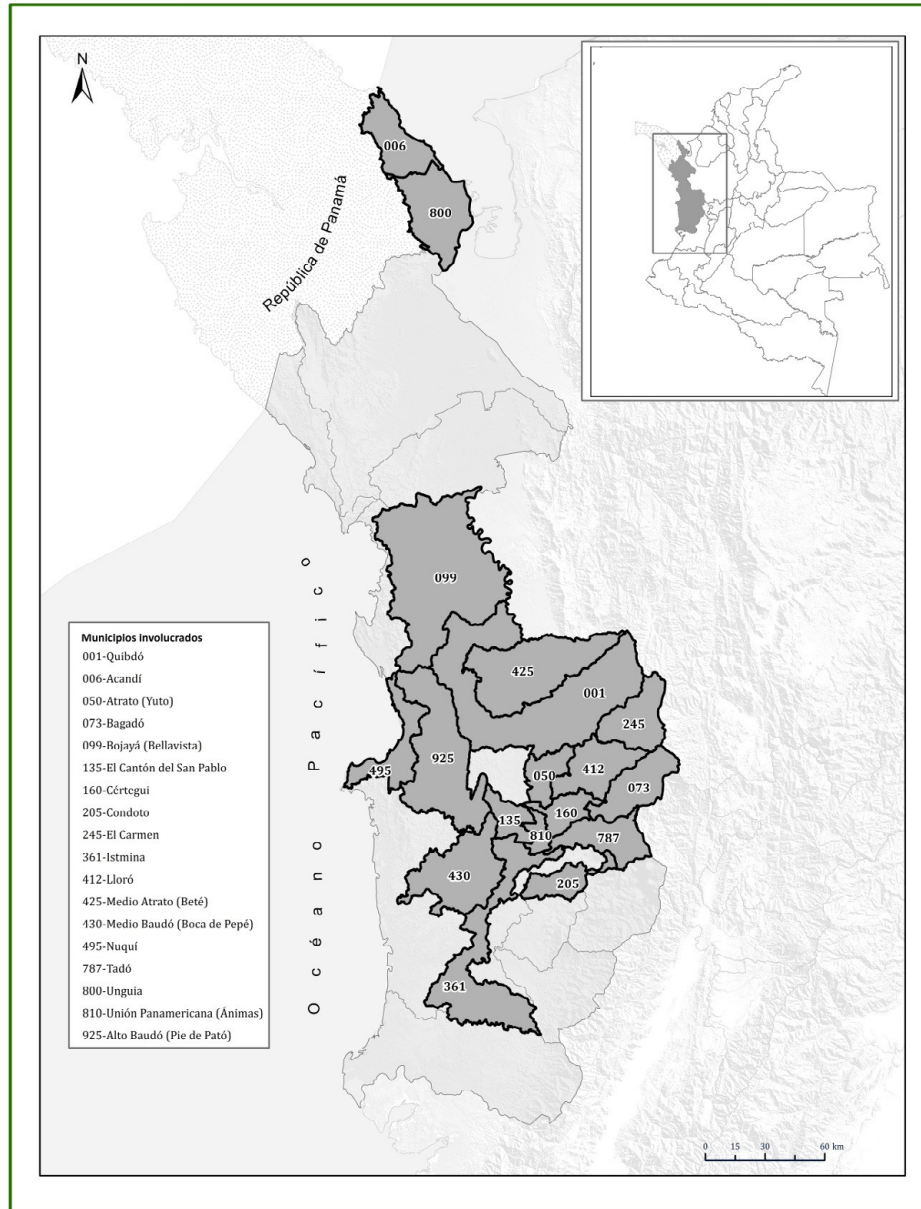 N
006
800
República de Panamá
Océano Pacífico
099
425
001
245
495
925
050
412
073
135
160
810
787
430
205
361
Municipios Involucrados
001-Quibdó
006-Acandí
050-Atrato (Yuto)
073-Bagadó
099-Bojayá (Bellavista)
135-El Cantón del San Pablo
160-Cértegui
205-Condoto
245-El Carmen
361-Istmina
412-Lloró
425-Medio Atrato (Beté)
430-Medio Baudó (Boca de Pepé)
495-Nuquí
787-Tadó
800-Unguia
810-Unión Panamericana (Ánimas)
925-Alto Baudó (Pie de Pató)
0 15 30 60 km